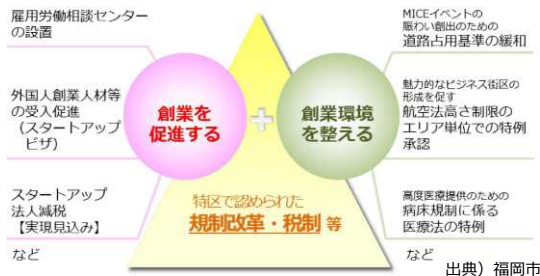 雇用労働相談センター
の設置
外国人創業人材等
の受入促進
（スタートアップ
ビザ）
スタートアップ
法人減税
【実現見込み】
など
創業を
促進する
+
創業環境
を整える
特区で認められた
規制改革・税制 等
MICEイベントの
賑わい創出のための
道路占用基準の緩和
魅力的なビジネス街区の
形成を促す
航空法高さ制限の
エリア単位での特例
承認
高度医療提供のための
病床規制に係る
医療法の特例
など
出典）福岡市